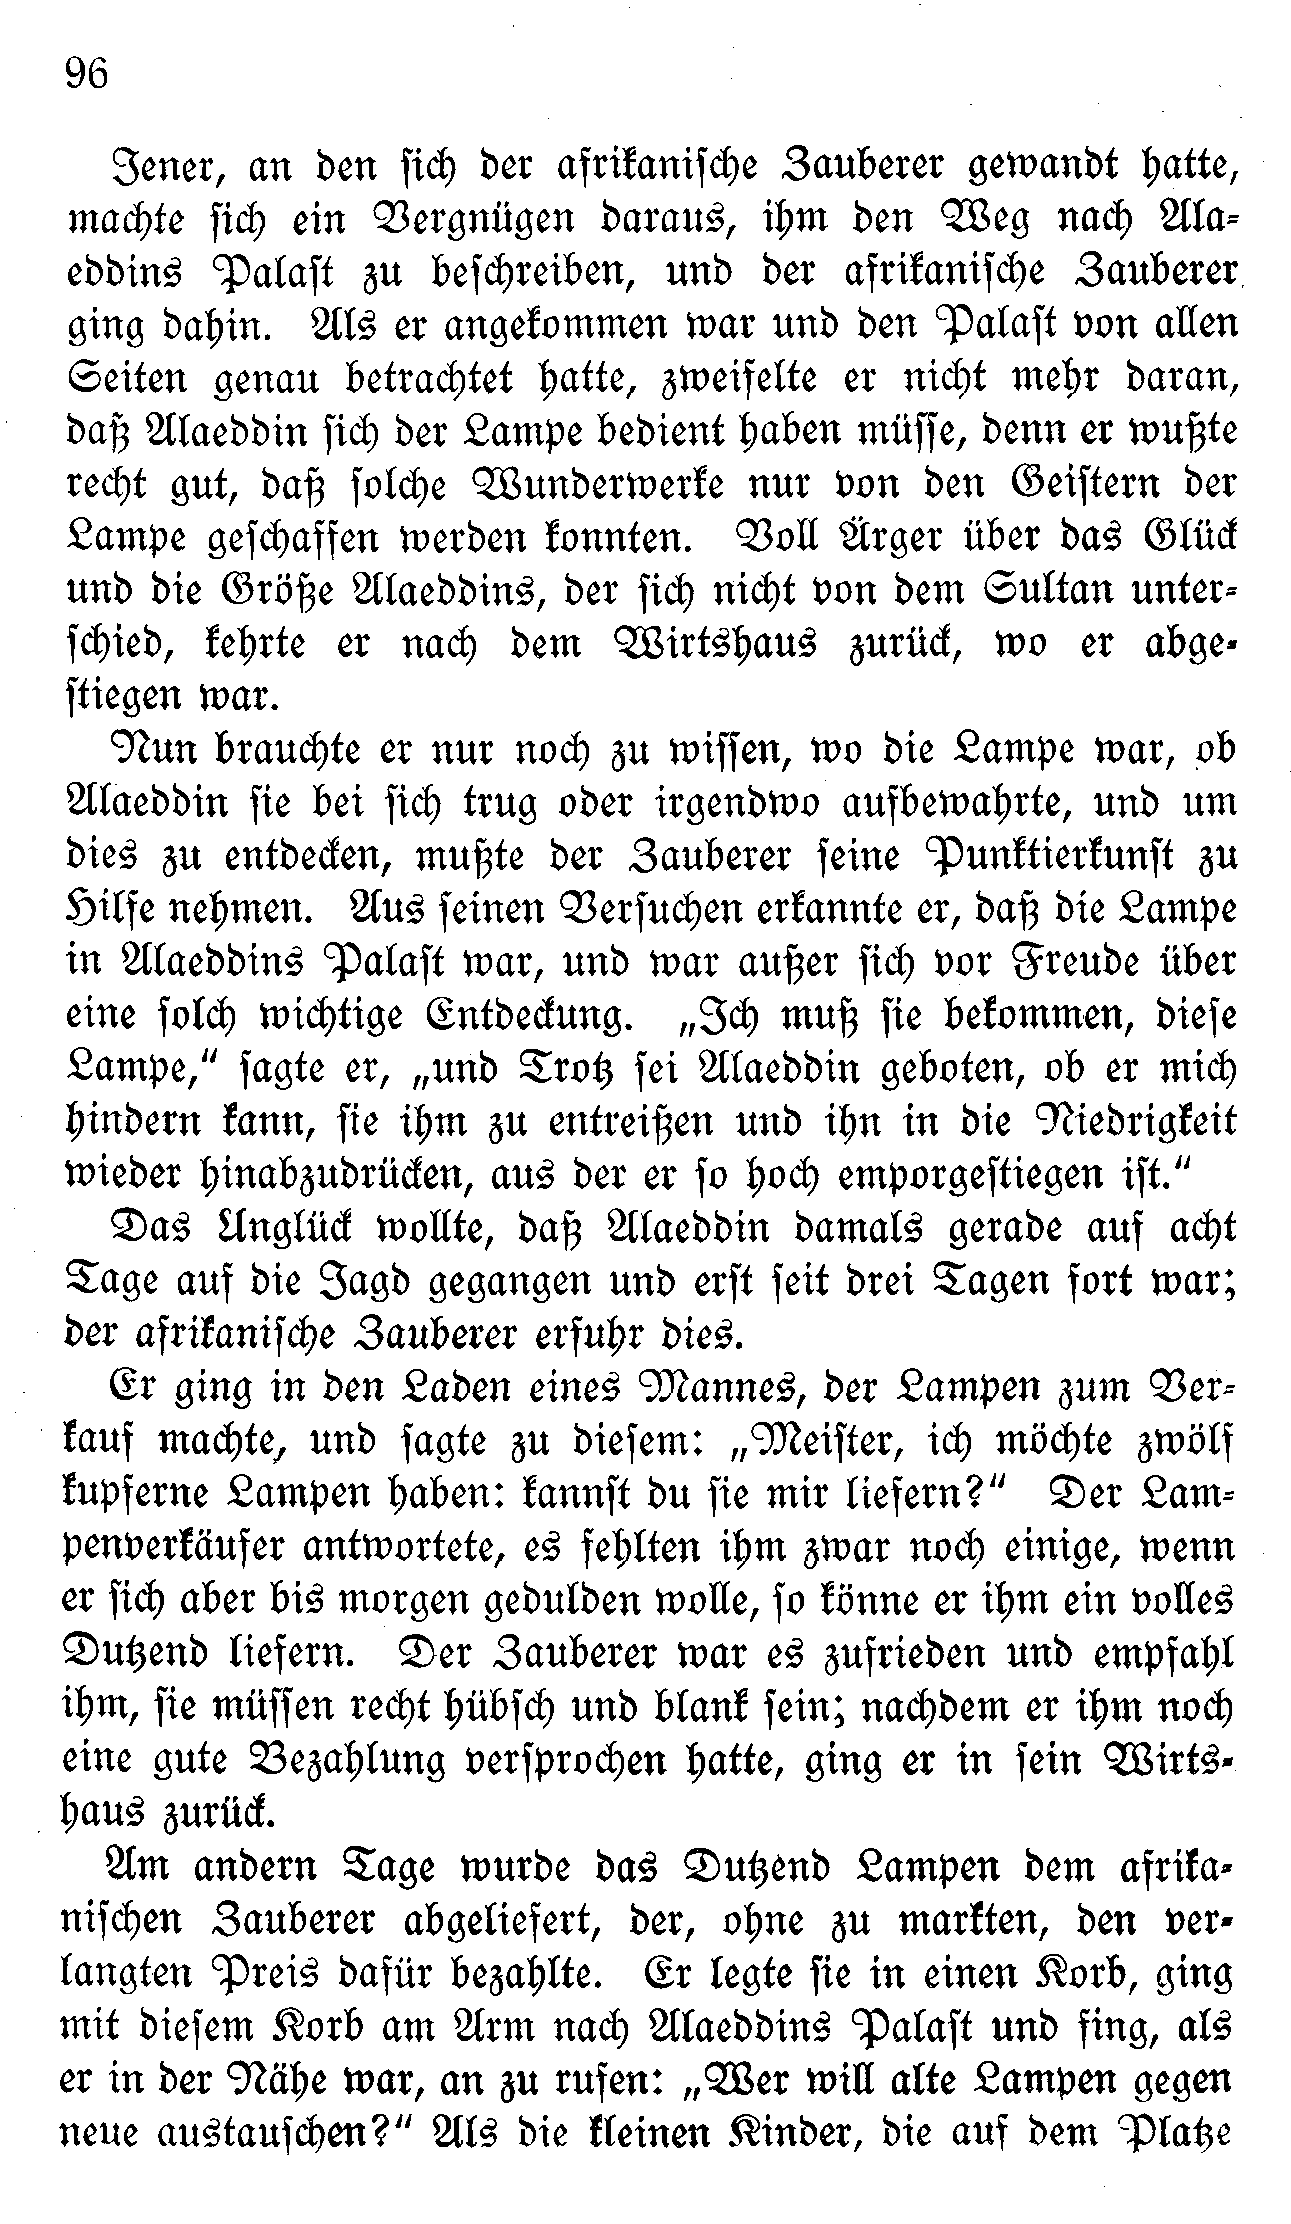 96
Jener, an den sich der afrikanische Zauberer gewandt hatte,
machte sich ein Vergnügen daraus, ihm den Weg nach Ala-
eddins Palast zu beschreiben, und der afrikanische Zauberer
ging dahin. Als er angekommen war und den Palast von allen
Seiten genau betrachtet hatte, zweifelte er nicht mehr daran,
daß Alaeddin sich der Lampe bedient haben müsse, denn er wußte
recht gut, daß solche Wunderwerke nur von den Geistern der
Lampe geschaffen werden konnten. Voll Ärger über das Glück
und die Größe Alaeddins, der sich nicht von dem Sultan unter-
schied, kehrte er nach dem Wirtshaus zurück, wo er abge-
stiegen war.
Nun brauchte er nur noch zu wissen, wo die Lampe war, ob
Alaeddin sie bei sich trug oder irgendwo aufbewahrte, und um
dies zu entdecken, mußte der Zauberer seine Punktierkunst zu
Hilfe nehmen. Aus seinen Versuchen erkannte er, daß die Lampe
in Alaeddins Palast war, und war außer sich vor Freude über
eine solch wichtige Entdeckung. „Ich muß sie bekommen, diese
Lampe,“ sagte er, „und Trotz sei Alaeddin geboten, ob er mich
hindern kann, sie ihm zu entreißen und ihn in die Niedrigkeit
wieder hinabzudrücken, aus der er so hoch emporgestiegen ist.“
Das Unglück wollte, daß Alaeddin damals gerade auf acht
Tage auf die Jagd gegangen und erst seit drei Tagen fort war;
der afrikanische Zauberer erfuhr dies.
Er ging in den Laden eines Mannes, der Lampen zum Ver-
kauf machte, und sagte zu diesem: „Meister, ich möchte zwölf
kupferne Lampen haben: kannst du sie mir liefern?“ Der Lam-
penverkäufer antwortete, es fehlten ihm zwar noch einige, wenn
er sich aber bis morgen gedulden wolle, so könne er ihm ein volles
Dutzend liefern. Der Zauberer war es zufrieden und empfahl
ihm, sie müssen recht hübsch und blank sein; nachdem er ihm noch
eine gute Bezahlung versprochen hatte, ging er in sein Wirts-
haus zurück.
Am andern Tage wurde das Dutzend Lampen dem afrika-
nischen Zauberer abgeliefert, der, ohne zu markten, den ver-
langten Preis dafür bezahlte. Er legte sie in einen Korb, ging
mit diesem Korb am Arm nach Alaeddins Palast und fing, als
er in der Nähe war, an zu rufen: „Wer will alte Lampen gegen
neue austauschen?“ Als die kleinen Kinder, die auf dem Platze